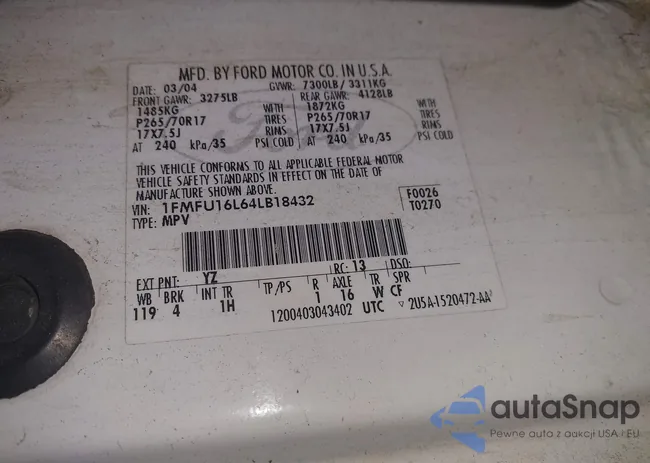 MFD. BY FORD MOTOR CO. IN U.S.A.
DATE: 03/04 GVWR: 7300LB/ 3311KG
FRONT GAWR: 3275LB REAR GAWR: 4128LB
1485KG WITH 1872KG WITH
P265/70R17 TIRES P265/70R17 TIRES
17X7.5J RIMS 17X7.5J RIMS
AT 240 kPa/35 PSI COLD AT 240 kPa/35 PSI COLD
THIS VEHICLE CONFORMS TO ALL APPLICABLE FEDERAL MOTOR
VEHICLE SAFETY STANDARDS IN EFFECT ON THE DATE OF
MANUFACTURE SHOWN ABOVE.
VIN: 1FMFU16L64LB18432 F0026
TYPE: MPV T0270
EXT PNT: YZ RC: 13 DSO:
WB BRK INT TR TP/PS R AXLE TR SPR
119 4 1H 1 16 W CF
1200403043402 UTC ▽ 2U5A-1520472-AA
Ford
autoSnap
Pewne auto z aukcji USA i EU